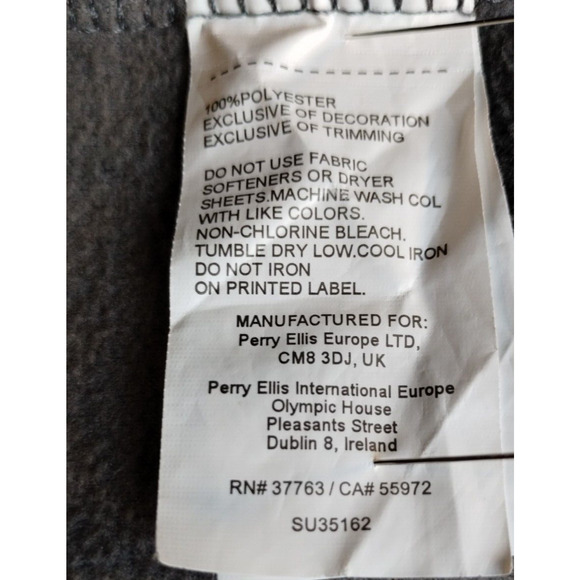 100%POLYESTER
EXCLUSIVE OF DECORATION
EXCLUSIVE OF TRIMMING
DO NOT USE FABRIC
SOFTENERS OR DRYER
SHEETS.MACHINE WASH COL
WITH LIKE COLORS.
NON-CHLORINE BLEACH.
TUMBLE DRY LOW.COOL IRON
DO NOT IRON
ON PRINTED LABEL.
MANUFACTURED FOR:
Perry Ellis Europe LTD,
CM8 3DJ, UK
Perry Ellis International Europe
Olympic House
Pleasants Street
Dublin 8, Ireland
RN# 37763 / CA# 55972
SU35162